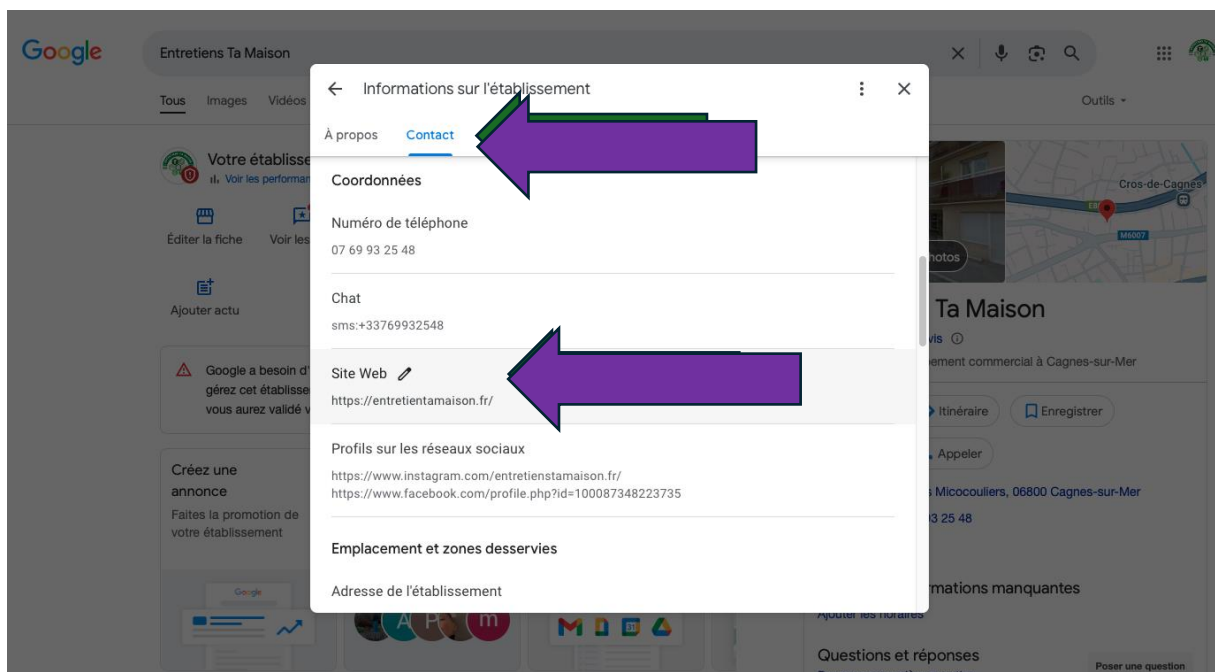 Google
Entretiens Ta Maison
Tous Images Vidéos
Outils
Informations sur l'établissement
À propos Contact
Coordonnées
Numéro de téléphone
07 69 93 25 48
Chat
sms:+33769932548
Site Web
https://entretientamaison.fr/
Profils sur les réseaux sociaux
https://www.instagram.com/entretienstamaison.fr/
https://www.facebook.com/profile.php?id=100087348223735
Emplacement et zones desservies
Adresse de l'établissement
Votre établisse
Voir les performan
Éditer la fiche Voir les
Ajouter actu
Google a besoin d'
gérez cet établisse
vous aurez validé v
Créez une
annonce
Faites la promotion de
votre établissement
Google
A P m
31
Cros-de-Cagnes
M6007
hotos
Ta Maison
vis
ement commercial à Cagnes-sur-Mer
Itinéraire Enregistrer
Appeler
Micocouliers, 06800 Cagnes-sur-Mer
3 25 48
rmations manquantes
Ajouter les horaires
Questions et réponses
Poser une question